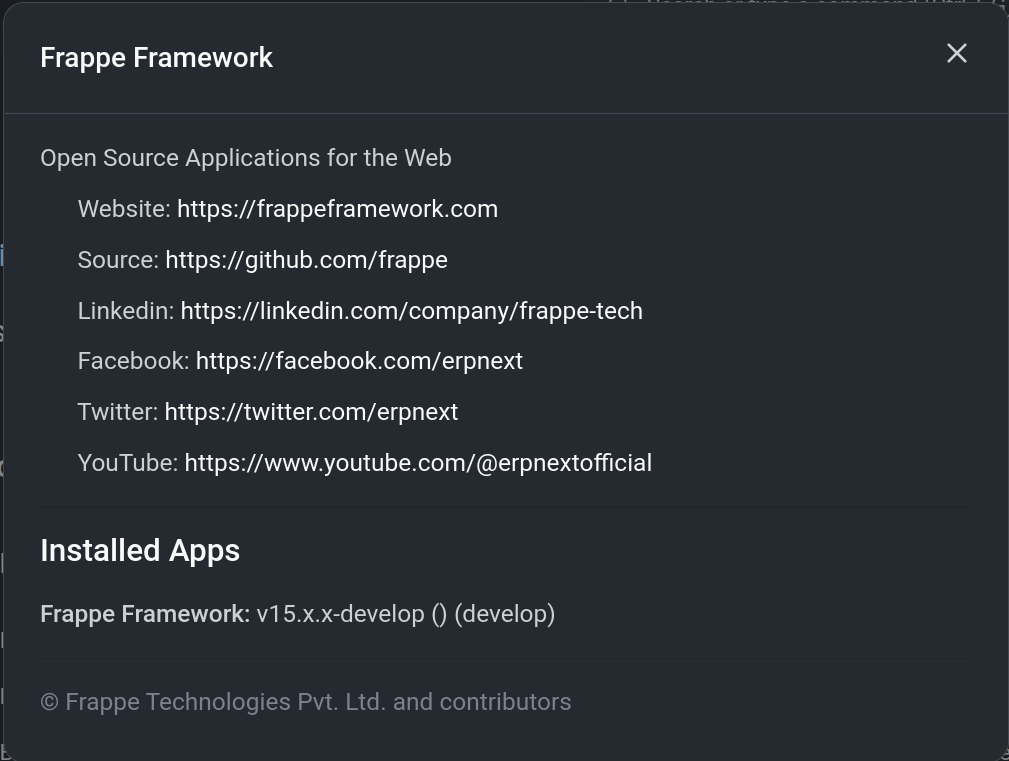 Frappe Framework
Open Source Applications for the Web
Website: https://frappeframework.com
Source: https://github.com/frappe
Linkedin: https://linkedin.com/company/frappe-tech
Facebook: https://facebook.com/erpnext
Twitter: https://twitter.com/erpnext
YouTube: https://www.youtube.com/@erpnextofficial
Installed Apps
Frappe Framework: v15.x.x-develop () (develop)
© Frappe Technologies Pvt. Ltd. and contributors